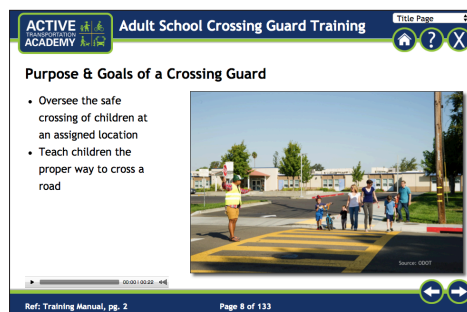 ACTIVE
TRANSPORTATION
ACADEMY
Adult School Crossing Guard Training
Title Page
?
X
Purpose & Goals of a Crossing Guard
• Oversee the safe
crossing of children at
an assigned location
• Teach children the
proper way to cross a
road
Source: ODOT
00:00 | 00:22
Ref: Training Manual, pg. 2
Page 8 of 133